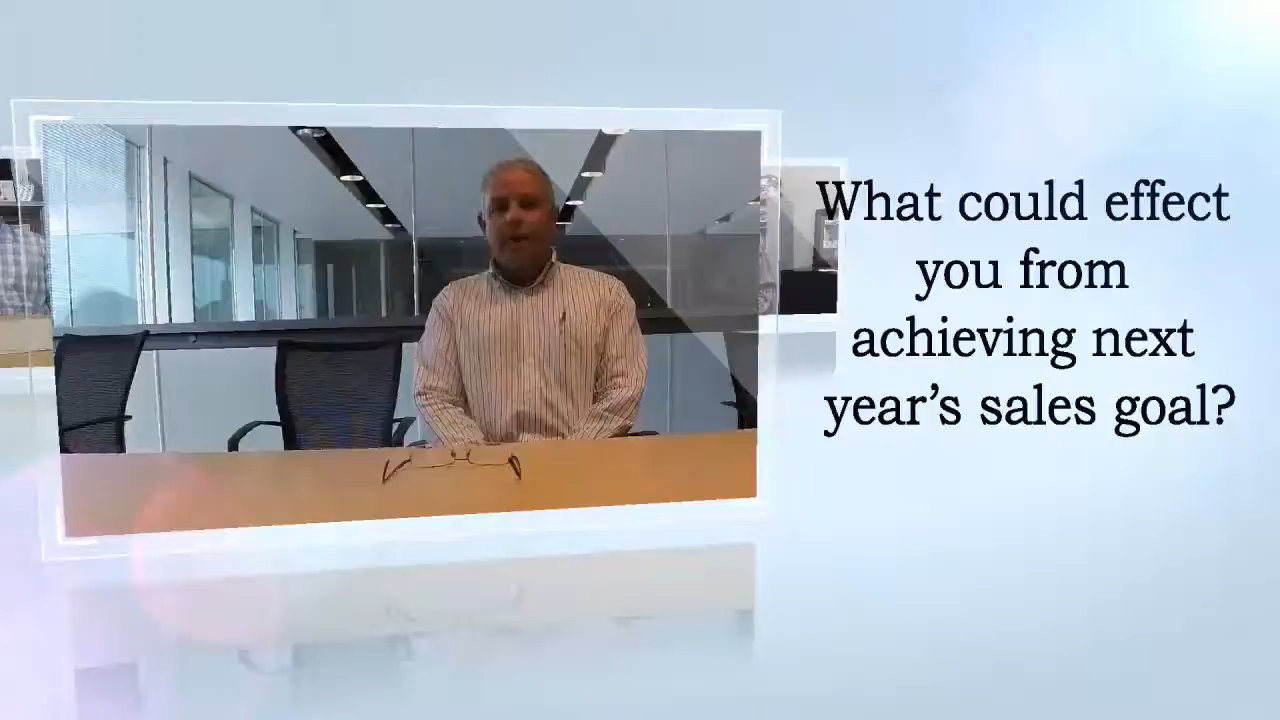 What could effect
you from
achieving next
year’s sales goal?